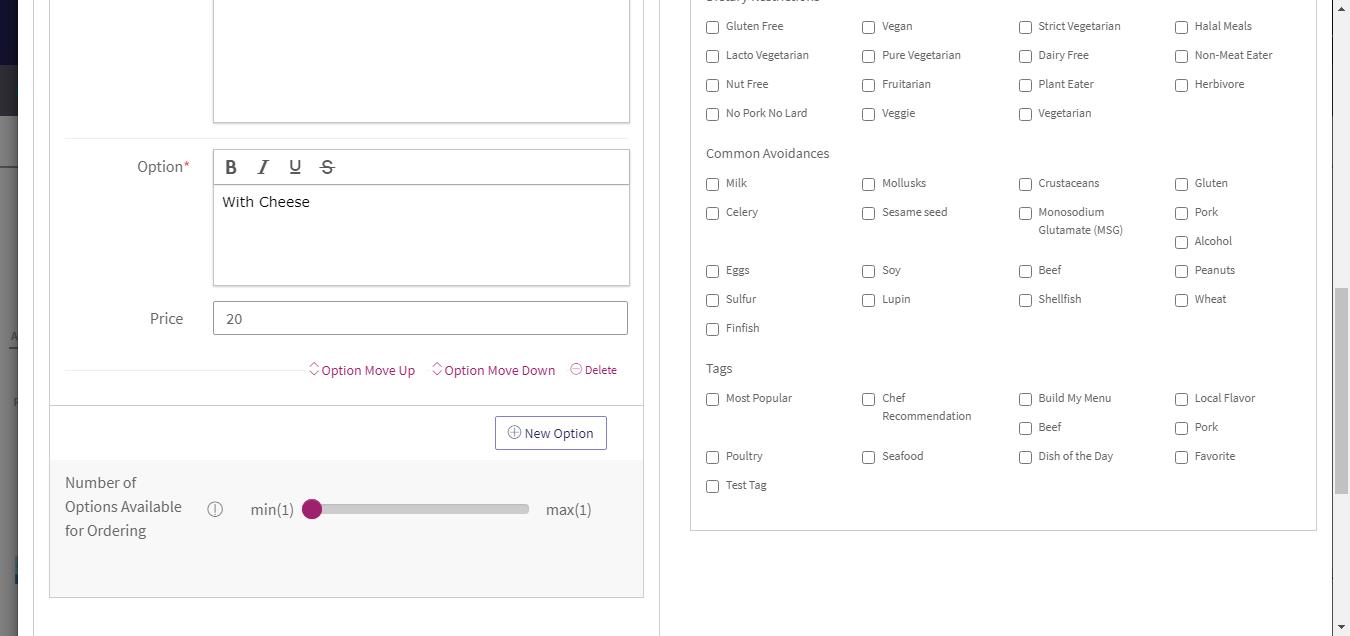 Dietary Restrictions
Gluten Free
Vegan
Strict Vegetarian
Halal Meals
Lacto Vegetarian
Pure Vegetarian
Dairy Free
Non-Meat Eater
Nut Free
Fruitarian
Plant Eater
Herbivore
No Pork No Lard
Veggie
Vegetarian
Common Avoidances
Milk
Mollusks
Crustaceans
Gluten
Celery
Sesame seed
Monosodium
Glutamate (MSG)
Pork
Alcohol
Eggs
Soy
Beef
Peanuts
Sulfur
Lupin
Shellfish
Wheat
Finfish
Tags
Most Popular
Chef
Recommendation
Build My Menu
Local Flavor
Beef
Pork
Poultry
Seafood
Dish of the Day
Favorite
Test Tag
Option*
B I U S
With Cheese
Price
20
Option Move Up
Option Move Down
Delete
New Option
Number of
Options Available
for Ordering
min(1)
max(1)